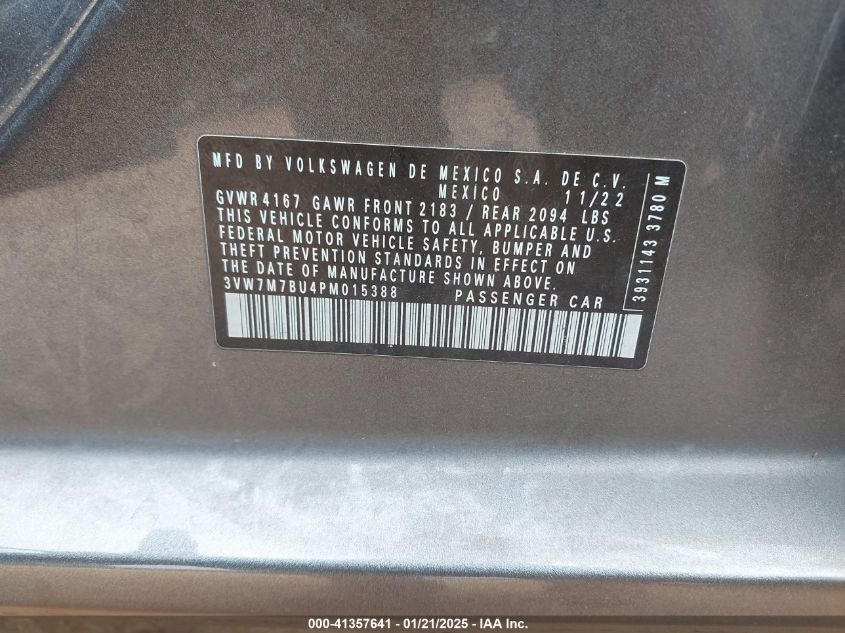 MFD BY VOLKSWAGEN DE MEXICO S.A. DE C.V.
MEXICO 11/22
GVWR 4167 GAWR FRONT 2183 / REAR 2094 LBS
THIS VEHICLE CONFORMS TO ALL APPLICABLE U.S.
FEDERAL MOTOR VEHICLE SAFETY, BUMPER AND
THEFT PREVENTION STANDARDS IN EFFECT ON
THE DATE OF MANUFACTURE SHOWN ABOVE.
3VW7M7BU4PM015388 PASSENGER CAR
3931143 3780 M
000-41357641 / 01/21/2025 - IAA Inc.